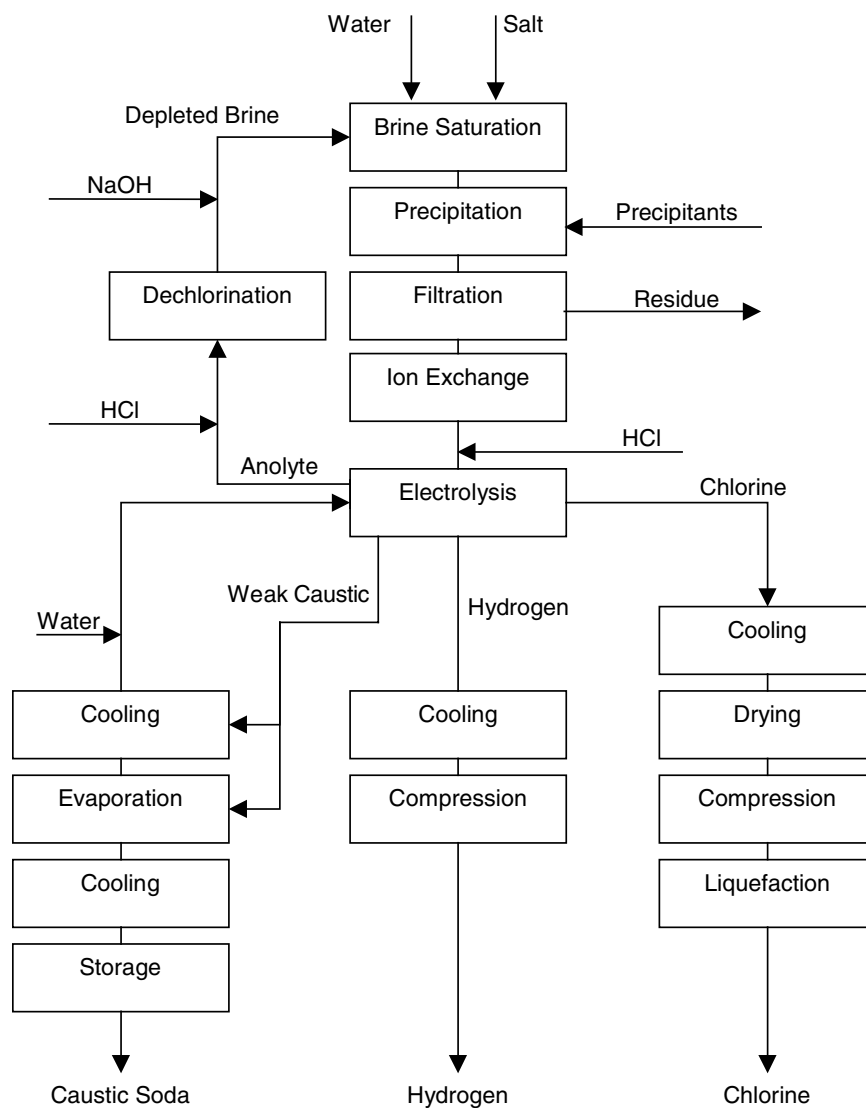 Water
Salt
Depleted Brine
Brine Saturation
NaOH
Precipitation
Precipitants
Dechlorination
Filtration
Residue
Ion Exchange
HCl
HCl
Anolyte
Electrolysis
Chlorine
Weak Caustic
Hydrogen
Water
Cooling
Cooling
Cooling
Drying
Evaporation
Compression
Compression
Cooling
Liquefaction
Storage
Caustic Soda
Hydrogen
Chlorine